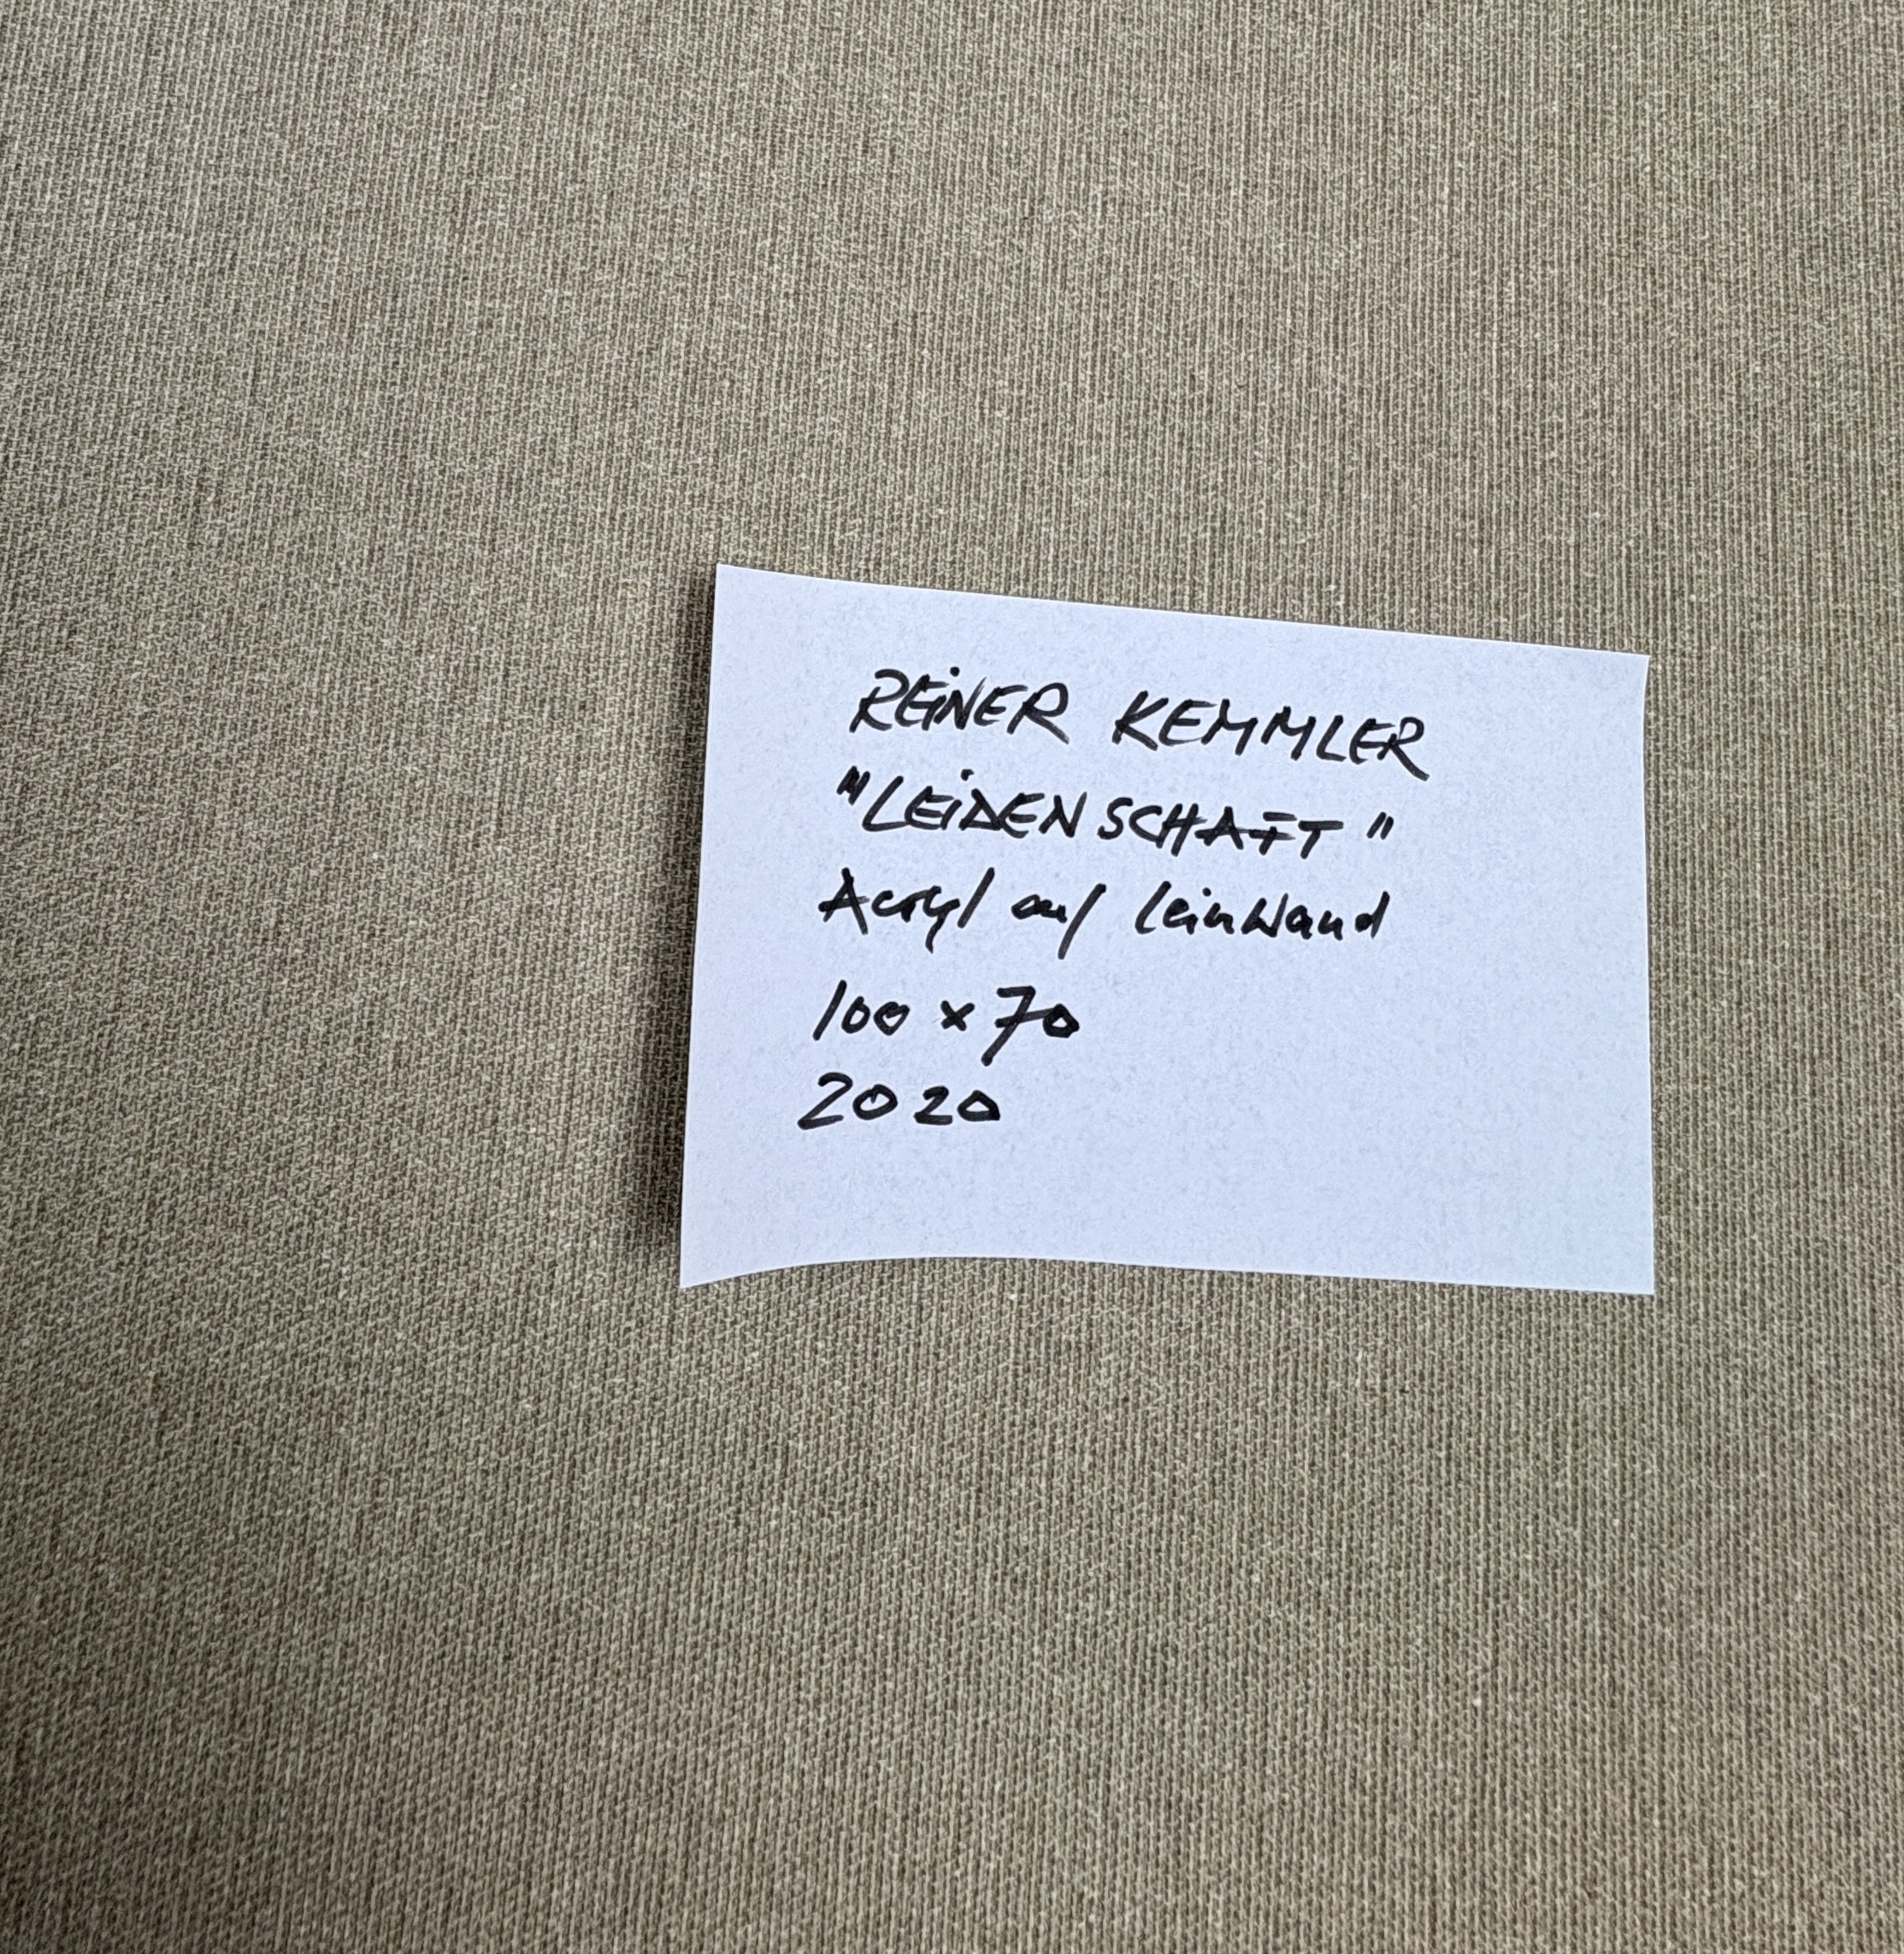 REiNER KEMMLER
"LEiDENSCHAFT"
Acryl auf Leinwand
100 x 70
2020